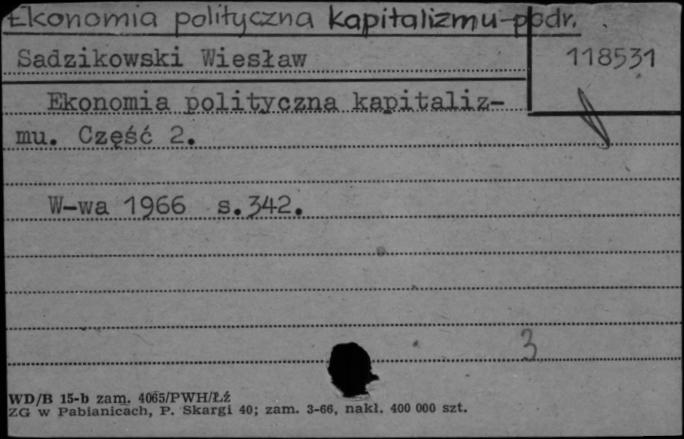 Ekonomia polityczna kapitalizmu-podr.
Sadzikowski Wiesław
118531
Ekonomia polityczna kapitaliz-
mu. Część 2.
W-wa 1966 s.342.
3
WD/B 15-b zam. 4065/PWH/Łź
ZG w Pabianicach, P. Skargi 40; zam. 3-66, nakl. 400 000 szt.